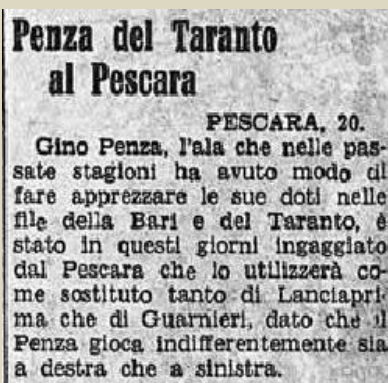 Penza del Taranto
al Pescara
PESCARA, 20.
Gino Penza, l'ala che nelle pas-
sate stagioni ha avuto modo di
fare apprezzare le sue doti nelle
file della Bari e del Taranto, è
stato in questi giorni ingaggiato
dal Pescara che lo utilizzerà co-
me sostituto tanto di Lanciapri-
ma che di Guarnieri, dato che il
Penza gioca indifferentemente sia
a destra che a sinistra.